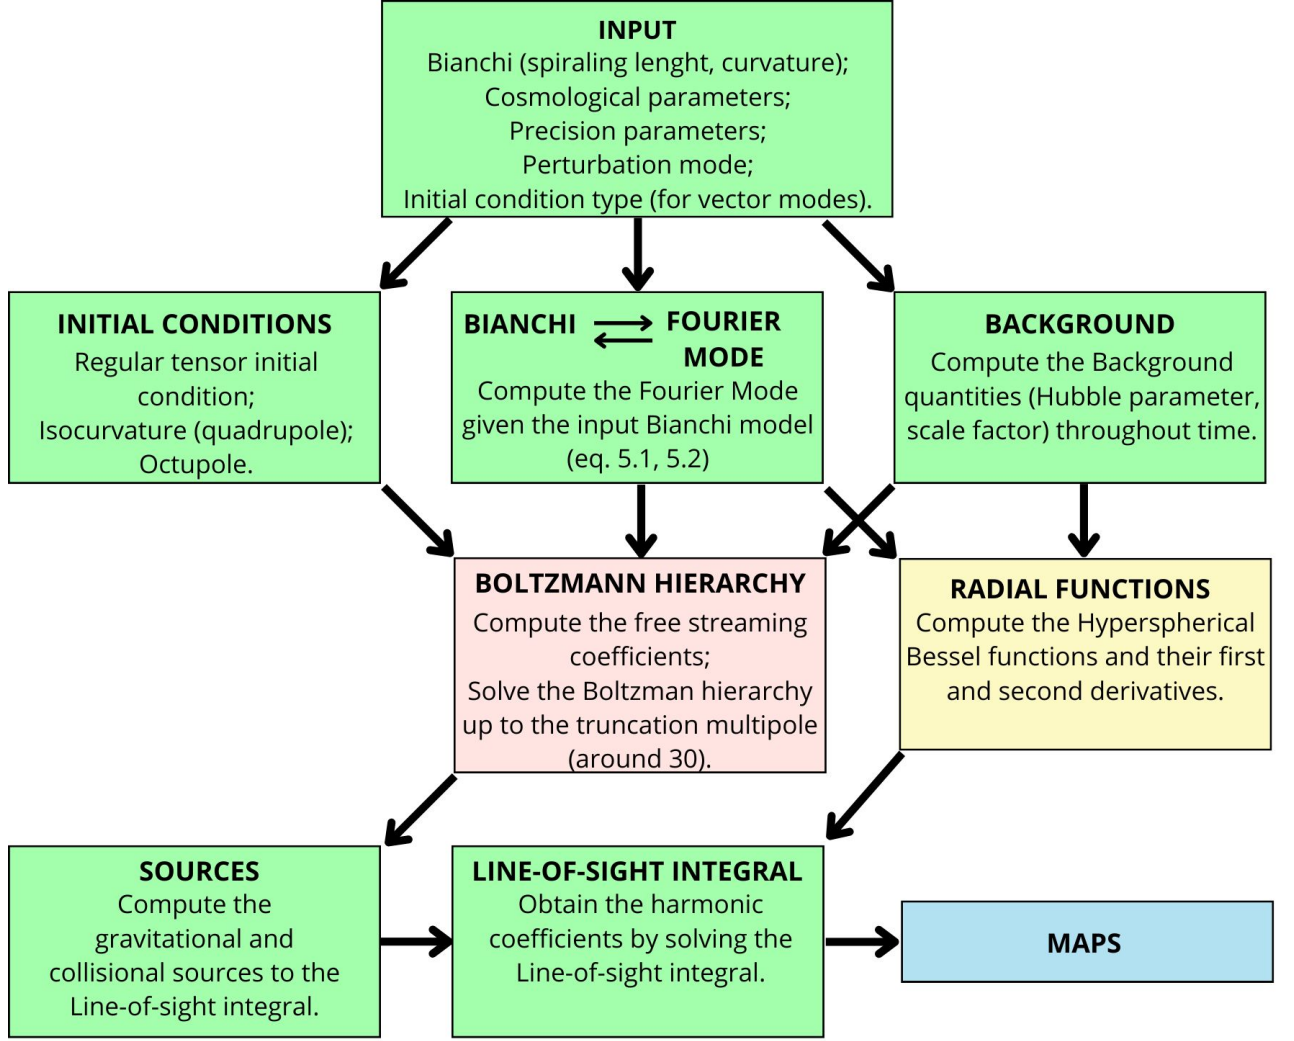 INPUT
Bianchi (spiraling lenght, curvature);
Cosmological parameters;
Precision parameters;
Perturbation mode;
Initial condition type (for vector modes).
INITIAL CONDITIONS
Regular tensor initial
condition;
Isocurvature (quadrupole);
Octupole.
BIANCHI FOURIER
MODE
Compute the Fourier Mode
given the input Bianchi model
(eq. 5.1, 5.2)
BACKGROUND
Compute the Background
quantities (Hubble parameter,
scale factor) throughout time.
BOLTZMANN HIERARCHY
Compute the free streaming
coefficients;
Solve the Boltzman hierarchy
up to the truncation multipole
(around 30).
RADIAL FUNCTIONS
Compute the Hyperspherical
Bessel functions and their first
and second derivatives.
SOURCES
Compute the
gravitational and
collisional sources to the
Line-of-sight integral.
LINE-OF-SIGHT INTEGRAL
Obtain the harmonic
coefficients by solving the
Line-of-sight integral.
MAPS